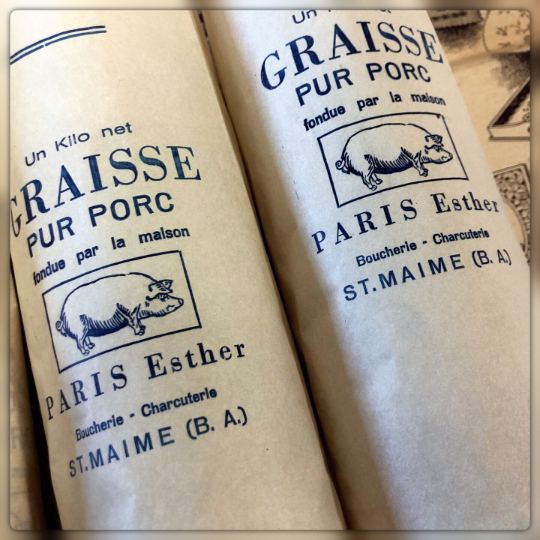 Un Kilo net
GRAISSE
PUR PORC
fondue par la maison
PARIS Esther
Boucherie - Charcuterie
ST.MAIME (B. A.)
Un
GRAISSE
PUR PORC
fondue par la maison
PARIS Esther
Boucherie - Charcuterie
ST.MAIME (B. A.)